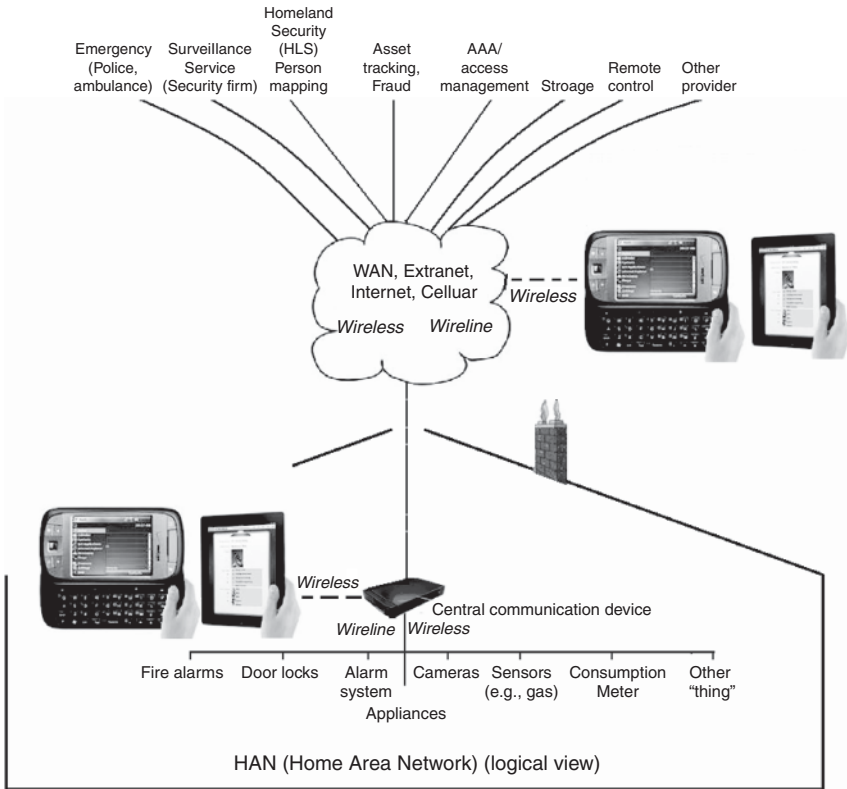 Emergency
(Police,
ambulance)
Surveillance
Service
(Security firm)
Homeland
Security
(HLS)
Person
mapping
Asset
tracking,
Fraud
AAA/
access
management
Stroage
Remote
control
Other
provider
WAN, Extranet,
Internet, Celluar
Wireless Wireline
Wireless
Wireless
Central communication device
Wireline Wireless
Fire alarms
Door locks
Alarm
system
Appliances
Cameras
Sensors
(e.g., gas)
Consumption
Meter
Other
“thing”
HAN (Home Area Network) (logical view)